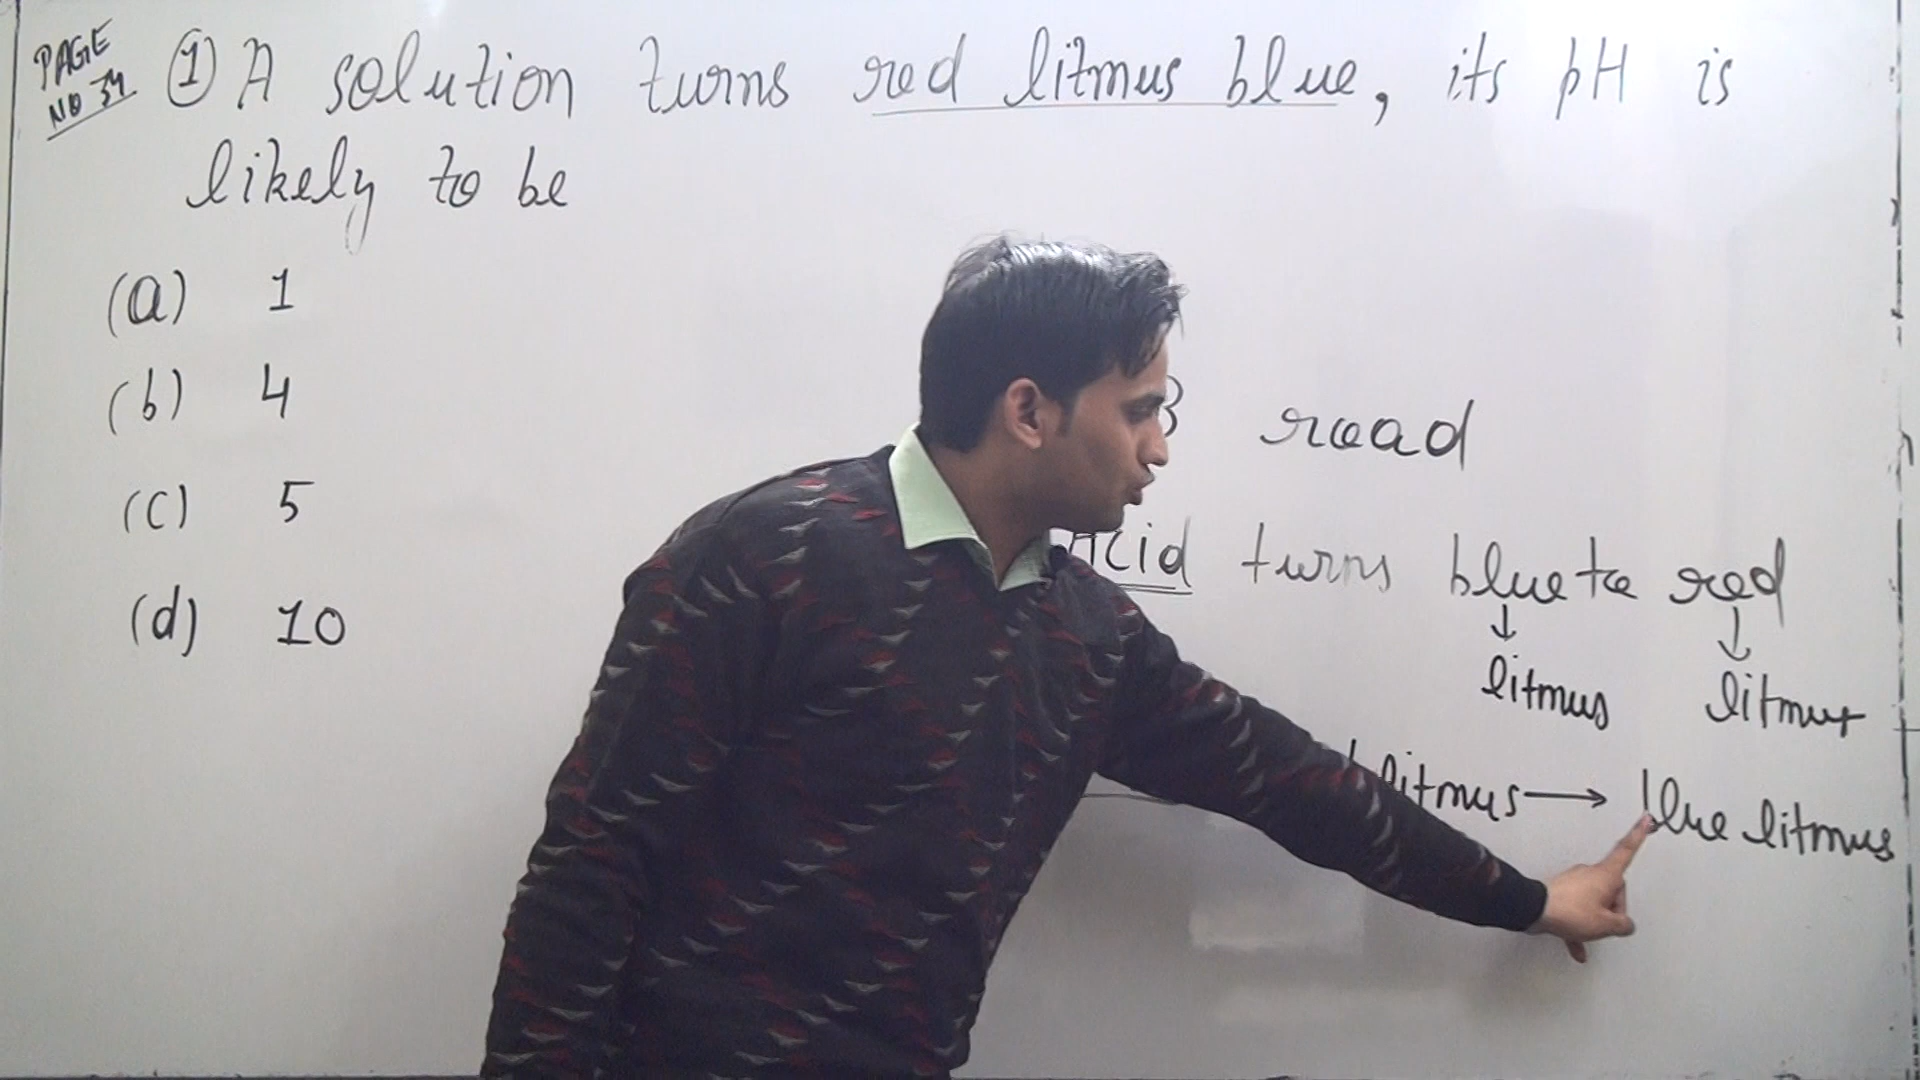 PAGE
NO 34
① A solution turns red litmus blue, its pH is
likely to be
(a) 1
(b) 4
(c) 5
(d) 10
road
Acid turns blue to red
litmus litmus
litmus → blue litmus